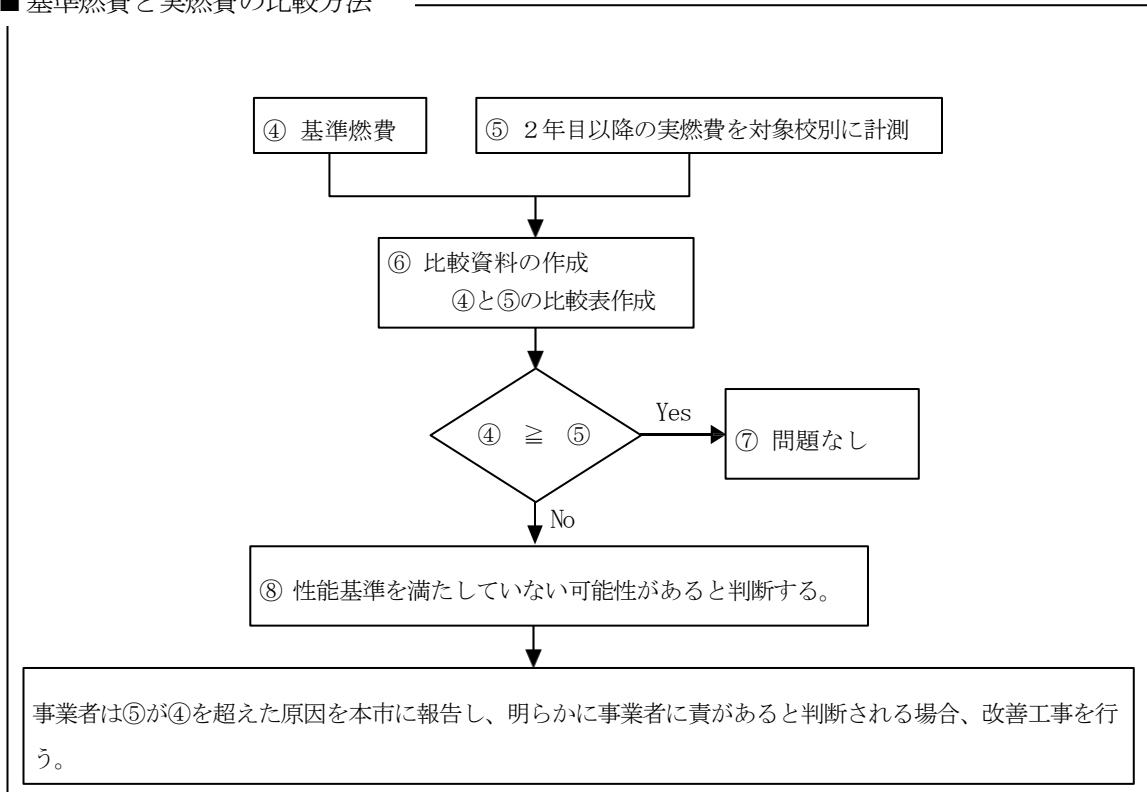 ■ 基準燃費と実燃費の比較方法
④ 基準燃費
⑤ ２年目以降の実燃費を対象校別に計測
⑥ 比較資料の作成
④と⑤の比較表作成
④ ≧ ⑤
Yes
⑦ 問題なし
No
⑧ 性能基準を満たしていない可能性があると判断する。
事業者は⑤が④を超えた原因を本市に報告し、明らかに事業者に責があると判断される場合、改善工事を行
う。